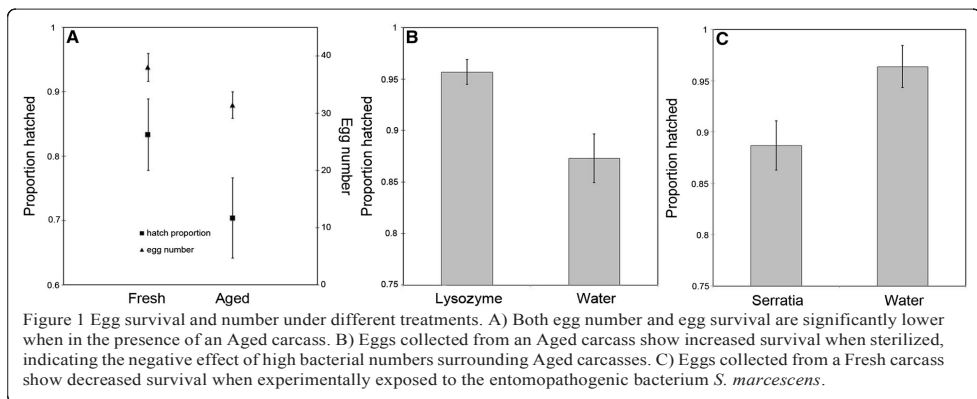 A
B
C
1
0.9
0.8
0.7
0.6
Proportion hatched
40
30
20
10
0
Egg number
■ hatch proportion
▲ egg number
Fresh Aged
1
0.95
0.9
0.85
0.8
0.75
Proportion hatched
Lysozyme Water
1
0.95
0.9
0.85
0.8
0.75
Proportion hatched
Serratia Water
Figure 1 Egg survival and number under different treatments. A) Both egg number and egg survival are significantly lower
when in the presence of an Aged carcass. B) Eggs collected from an Aged carcass show increased survival when sterilized,
indicating the negative effect of high bacterial numbers surrounding Aged carcasses. C) Eggs collected from a Fresh carcass
show decreased survival when experimentally exposed to the entomopathogenic bacterium S. marcescens.